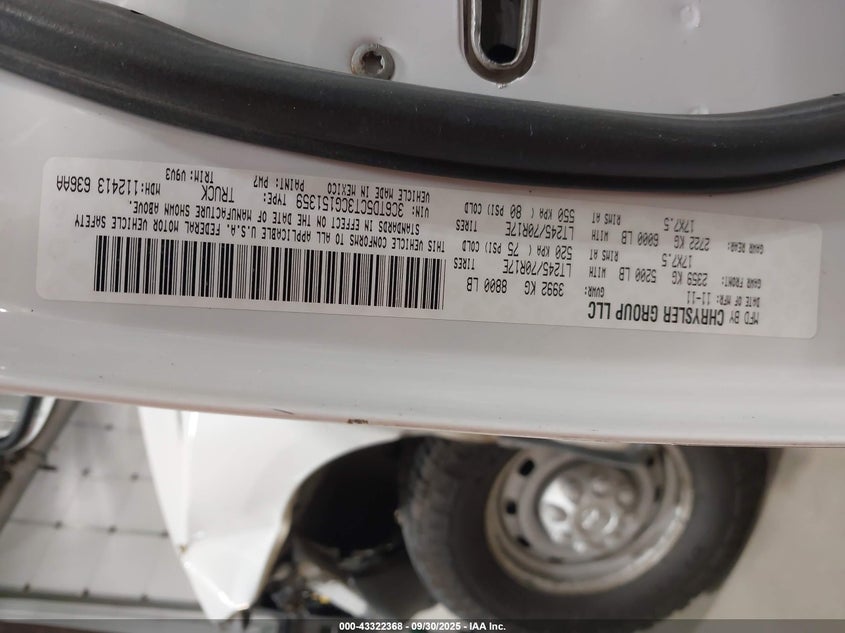 MFD BY CHRYSLER GROUP LLC
DATE OF MFR: 11-11 GVWR: 3992 KG 8800 LB
GAWR FRONT: 2359 KG 5200 LB WITH TIRES
17X7.5 RIMS AT LT245/70R17E 520 KPA( 75 PSI) COLD
GAWR REAR: 2722 KG 6000 LB WITH TIRES
17X7.5 RIMS AT LT245/70R17E 550 KPA( 80 PSI) COLD
THIS VEHICLE CONFORMS TO ALL APPLICABLE U.S.A. FEDERAL MOTOR VEHICLE SAFETY
STANDARDS IN EFFECT ON THE DATE OF MANUFACTURE SHOWN ABOVE.
VIN: 3C6TD5CT3CG151359 TYPE: TRUCK MDH: 112413 636AA
VEHICLE MADE IN MEXICO PAINT: PW7 TRIM: V9V3
000-43322368 - 09/30/2025 - IAA Inc.